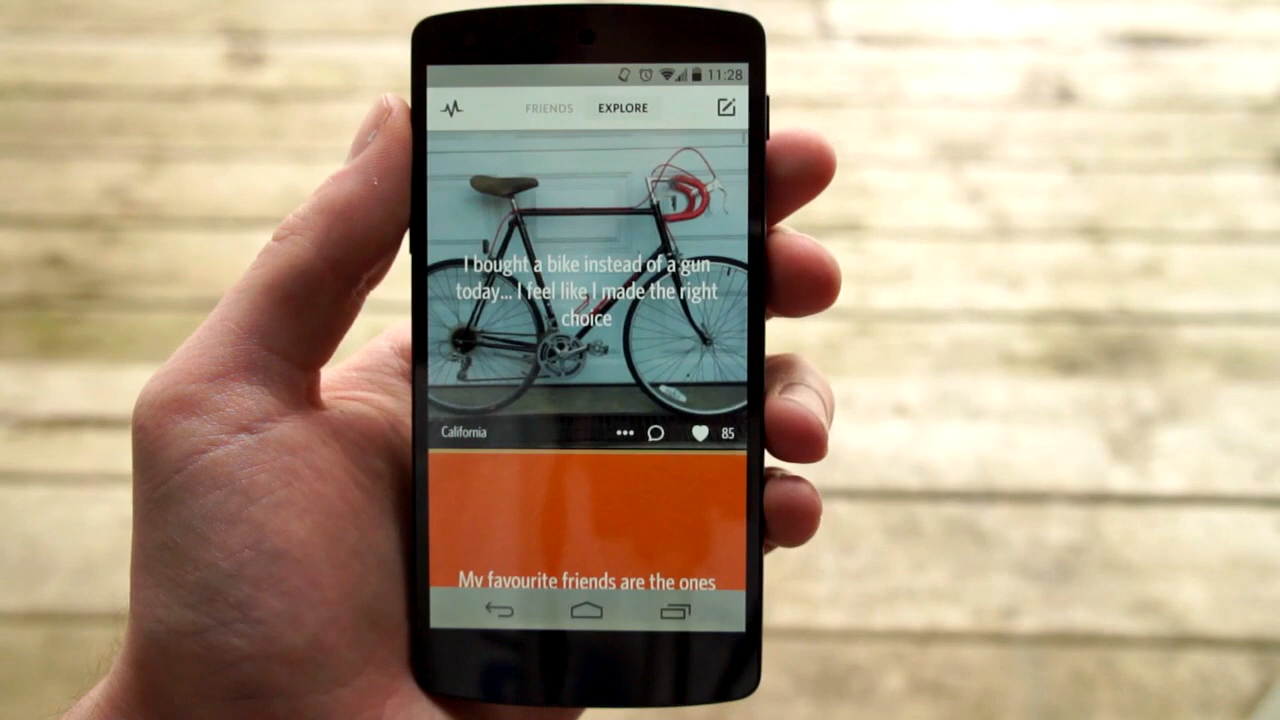 11:28
FRIENDS EXPLORE
I bought a bike instead of a gun
today... I feel like I made the right
choice
California 85
My favourite friends are the ones